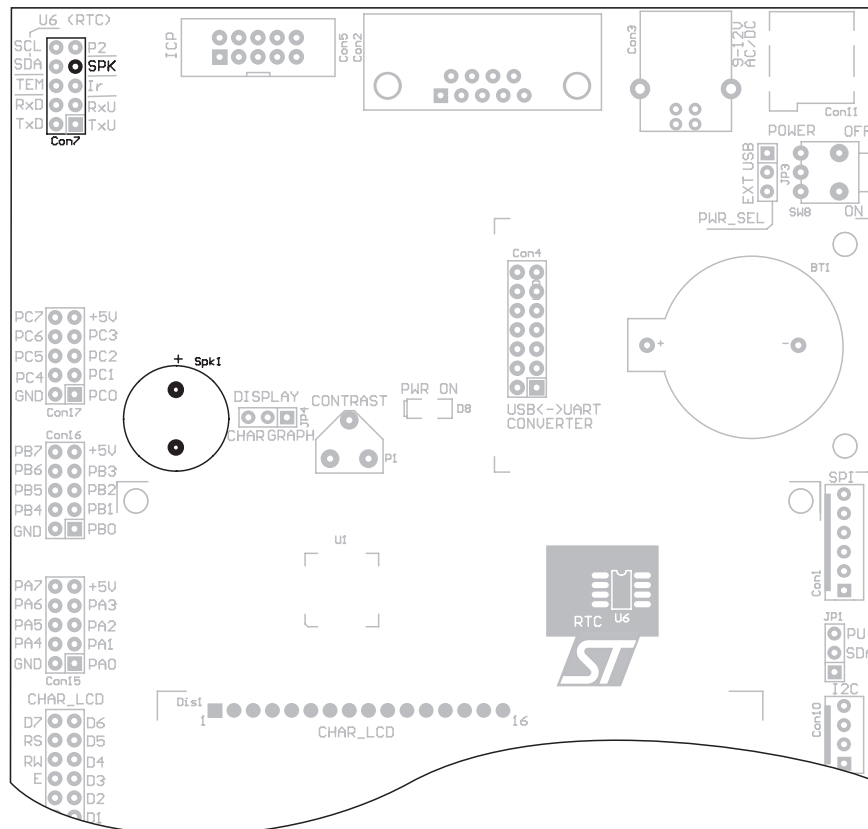 U6 (RTC)
SCL P2
SDA SPK
TEM Ir
RxD RxU
TxD TxU
Con7
ICP
Con5
Con2
Con3
9-12V
AC/DC
Con11
POWER OFF
EXT USB
JP3
SW8 ON
PWR_SEL
Con4
USB<->UART
CONVERTER
BT1
+ -
PC7 +5V
PC6 PC3
PC5 PC2
PC4 PC1
GND PC0
Con17
+ Spk1
DISPLAY
JP4
CHAR GRAPH
CONTRAST
P1
PWR ON
D8
Con16
PB7 +5V
PB6 PB3
PB5 PB2
PB4 PB1
GND PB0
U1
SPI
Con1
PA7 +5V
PA6 PA3
PA5 PA2
PA4 PA1
GND PA0
Con15
RTC U6
ST
JP1
PU
SDA
I2C
Con10
CHAR_LCD
D7 D6
RS D5
RW D4
E D3
D2
D1
Dis1
1 16
CHAR_LCD